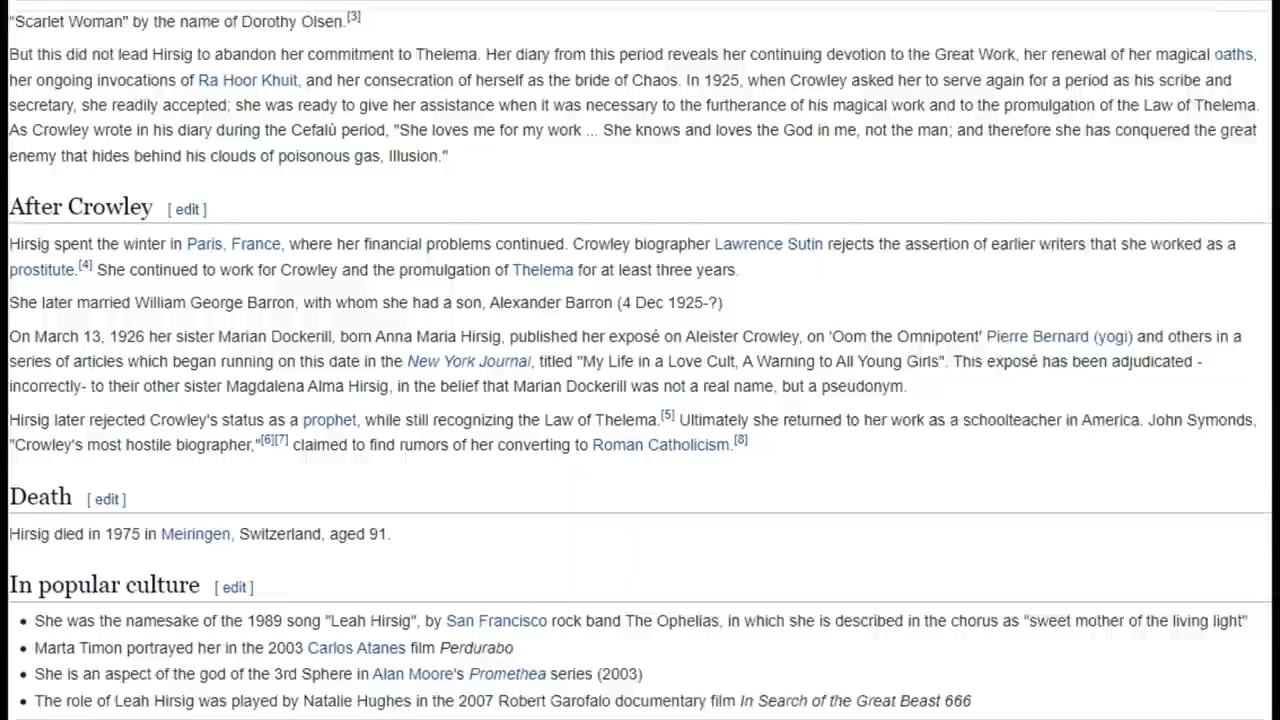 "Scarlet Woman" by the name of Dorothy Olsen.[3]
But this did not lead Hirsig to abandon her commitment to Thelema. Her diary from this period reveals her continuing devotion to the Great Work, her renewal of her magical oaths,
her ongoing invocations of Ra Hoor Khuit, and her consecration of herself as the bride of Chaos. In 1925, when Crowley asked her to serve again for a period as his scribe and
secretary, she readily accepted; she was ready to give her assistance when it was necessary to the furtherance of his magical work and to the promulgation of the Law of Thelema.
As Crowley wrote in his diary during the Cefalù period, "She loves me for my work ... She knows and loves the God in me, not the man; and therefore she has conquered the great
enemy that hides behind his clouds of poisonous gas, Illusion."
After Crowley [ edit ]
Hirsig spent the winter in Paris, France, where her financial problems continued. Crowley biographer Lawrence Sutin rejects the assertion of earlier writers that she worked as a
prostitute.[4] She continued to work for Crowley and the promulgation of Thelema for at least three years.
She later married William George Barron, with whom she had a son, Alexander Barron (4 Dec 1925-?)
On March 13, 1926 her sister Marian Dockerill, born Anna Maria Hirsig, published her exposé on Aleister Crowley, on 'Oom the Omnipotent' Pierre Bernard (yogi) and others in a
series of articles which began running on this date in the New York Journal, titled "My Life in a Love Cult, A Warning to All Young Girls". This exposé has been adjudicated -
incorrectly- to their other sister Magdalena Alma Hirsig, in the belief that Marian Dockerill was not a real name, but a pseudonym.
Hirsig later rejected Crowley's status as a prophet, while still recognizing the Law of Thelema.[5] Ultimately she returned to her work as a schoolteacher in America. John Symonds,
"Crowley's most hostile biographer,"[6][7] claimed to find rumors of her converting to Roman Catholicism.[8]
Death [ edit ]
Hirsig died in 1975 in Meiringen, Switzerland, aged 91.
In popular culture [ edit ]
• She was the namesake of the 1989 song "Leah Hirsig", by San Francisco rock band The Ophelias, in which she is described in the chorus as "sweet mother of the living light"
• Marta Timon portrayed her in the 2003 Carlos Atanes film Perdurabo
• She is an aspect of the god of the 3rd Sphere in Alan Moore's Promethea series (2003)
• The role of Leah Hirsig was played by Natalie Hughes in the 2007 Robert Garofalo documentary film In Search of the Great Beast 666